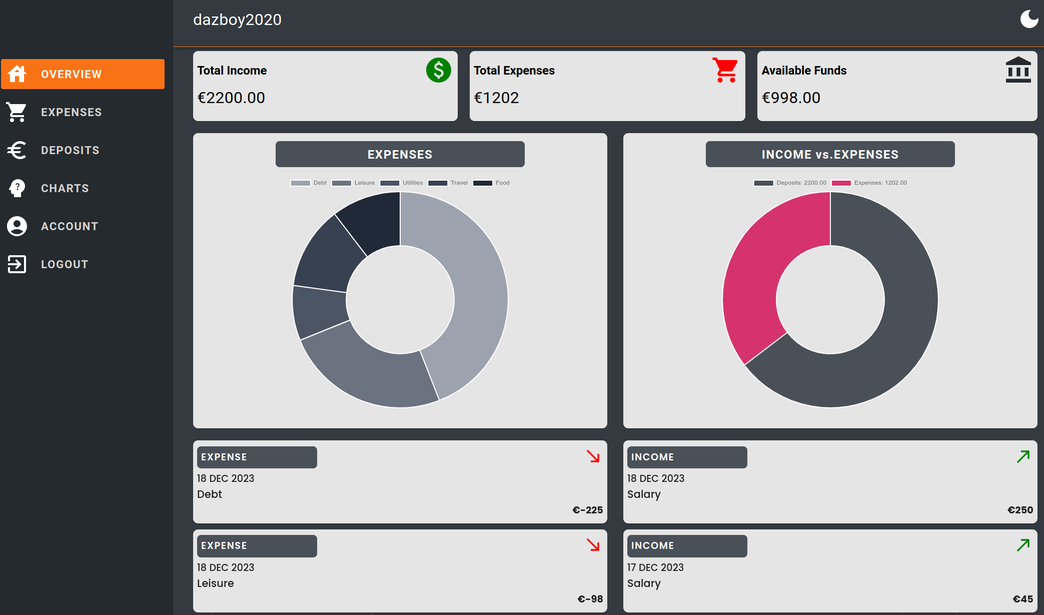 dazboy2020
OVERVIEW
EXPENSES
DEPOSITS
CHARTS
ACCOUNT
LOGOUT
Total Income
€2200.00
Total Expenses
€1202
Available Funds
€998.00
EXPENSES
Debt Leisure Utilities Travel Food
INCOME vs.EXPENSES
Deposits: 2200.00 Expenses: 1202.00
EXPENSE
18 DEC 2023
Debt
€-225
INCOME
18 DEC 2023
Salary
€250
EXPENSE
18 DEC 2023
Leisure
€-98
INCOME
17 DEC 2023
Salary
€45